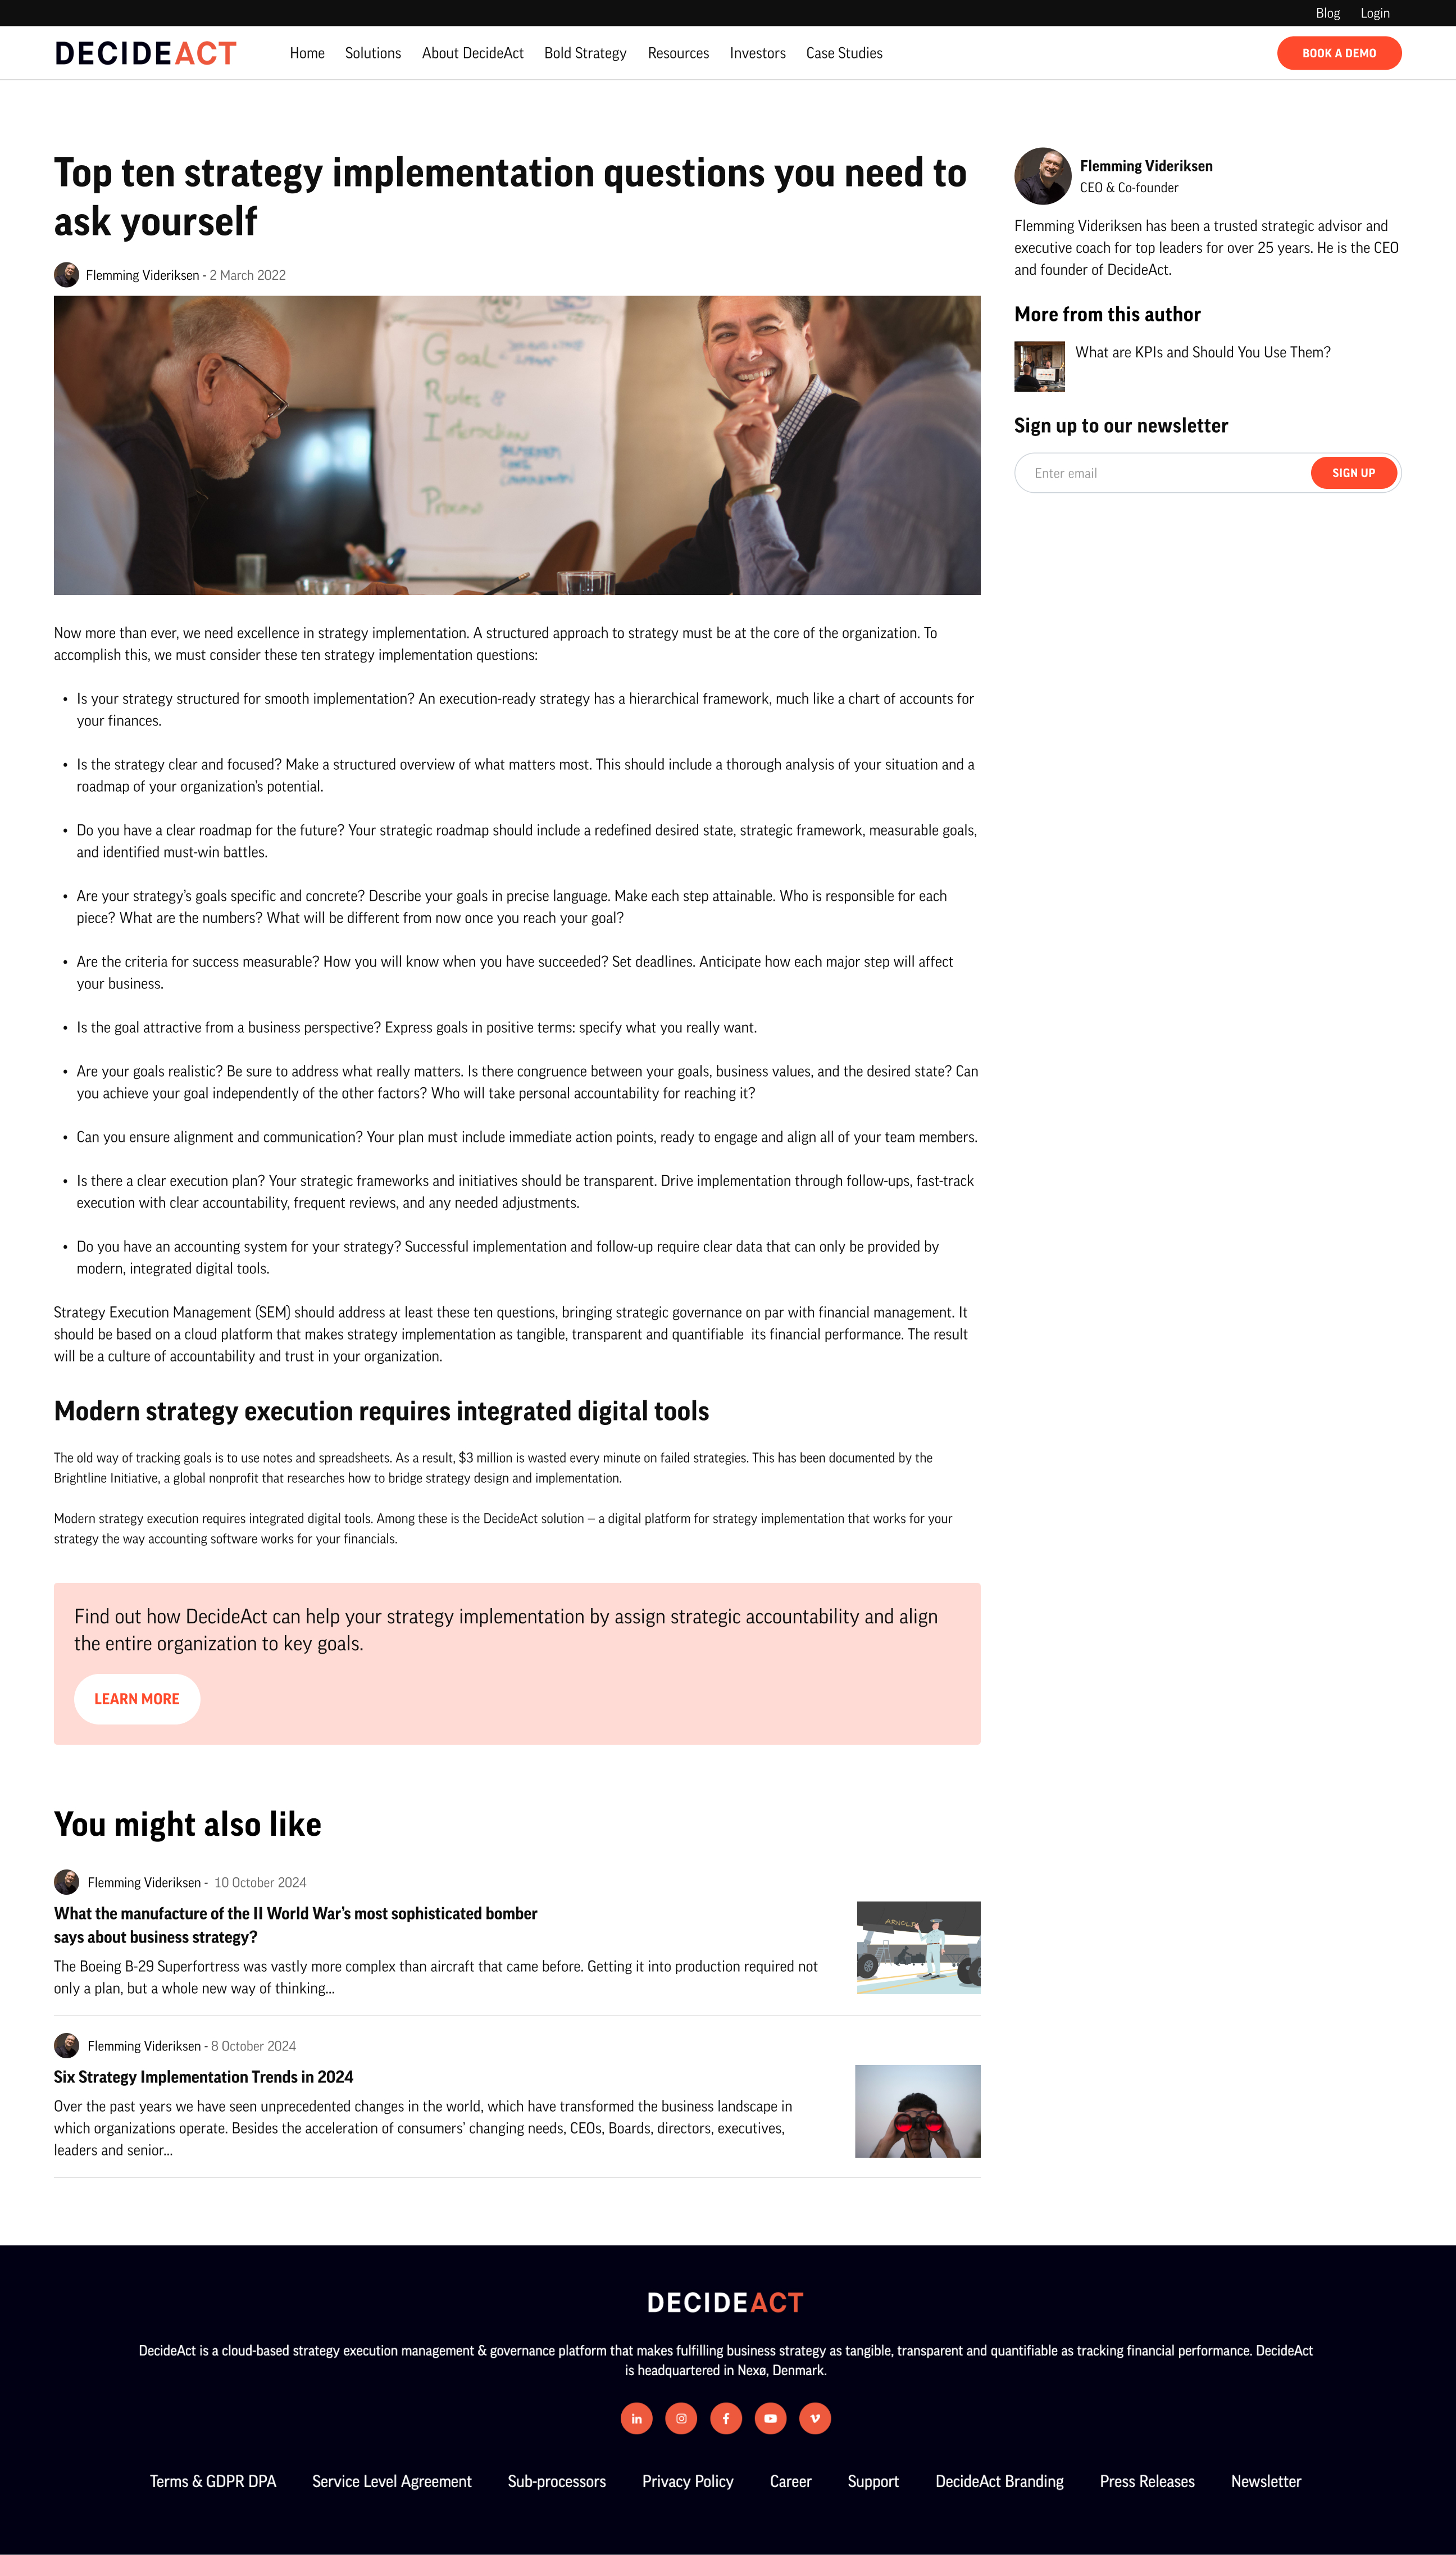 Blog Login
DECIDEACT Home Solutions About DecideAct Bold Strategy Resources Investors Case Studies BOOK A DEMO
Top ten strategy implementation questions you need to
ask yourself
Flemming Videriksen - 2 March 2022
Goal
Roles &
Interaction
Process
Now more than ever, we need excellence in strategy implementation. A structured approach to strategy must be at the core of the organization. To
accomplish this, we must consider these ten strategy implementation questions:
• Is your strategy structured for smooth implementation? An execution-ready strategy has a hierarchical framework, much like a chart of accounts for
your finances.
• Is the strategy clear and focused? Make a structured overview of what matters most. This should include a thorough analysis of your situation and a
roadmap of your organization’s potential.
• Do you have a clear roadmap for the future? Your strategic roadmap should include a redefined desired state, strategic framework, measurable goals,
and identified must-win battles.
• Are your strategy’s goals specific and concrete? Describe your goals in precise language. Make each step attainable. Who is responsible for each
piece? What are the numbers? What will be different from now once you reach your goal?
• Are the criteria for success measurable? How you will know when you have succeeded? Set deadlines. Anticipate how each major step will affect
your business.
• Is the goal attractive from a business perspective? Express goals in positive terms: specify what you really want.
• Are your goals realistic? Be sure to address what really matters. Is there congruence between your goals, business values, and the desired state? Can
you achieve your goal independently of the other factors? Who will take personal accountability for reaching it?
• Can you ensure alignment and communication? Your plan must include immediate action points, ready to engage and align all of your team members.
• Is there a clear execution plan? Your strategic frameworks and initiatives should be transparent. Drive implementation through follow-ups, fast-track
execution with clear accountability, frequent reviews, and any needed adjustments.
• Do you have an accounting system for your strategy? Successful implementation and follow-up require clear data that can only be provided by
modern, integrated digital tools.
Strategy Execution Management (SEM) should address at least these ten questions, bringing strategic governance on par with financial management. It
should be based on a cloud platform that makes strategy implementation as tangible, transparent and quantifiable  its financial performance. The result
will be a culture of accountability and trust in your organization.
Modern strategy execution requires integrated digital tools
The old way of tracking goals is to use notes and spreadsheets. As a result, $3 million is wasted every minute on failed strategies. This has been documented by the
Brightline Initiative, a global nonprofit that researches how to bridge strategy design and implementation.
Modern strategy execution requires integrated digital tools. Among these is the DecideAct solution – a digital platform for strategy implementation that works for your
strategy the way accounting software works for your financials.
Find out how DecideAct can help your strategy implementation by assign strategic accountability and align
the entire organization to key goals.
LEARN MORE
You might also like
Flemming Videriksen - 10 October 2024
What the manufacture of the II World War’s most sophisticated bomber
says about business strategy?
The Boeing B-29 Superfortress was vastly more complex than aircraft that came before. Getting it into production required not
only a plan, but a whole new way of thinking...
ARNOLD
Flemming Videriksen - 8 October 2024
Six Strategy Implementation Trends in 2024
Over the past years we have seen unprecedented changes in the world, which have transformed the business landscape in
which organizations operate. Besides the acceleration of consumers’ changing needs, CEOs, Boards, directors, executives,
leaders and senior...
Flemming Videriksen
CEO & Co-founder
Flemming Videriksen has been a trusted strategic advisor and
executive coach for top leaders for over 25 years. He is the CEO
and founder of DecideAct.
More from this author
What are KPIs and Should You Use Them?
Sign up to our newsletter
Enter email SIGN UP
DECIDEACT
DecideAct is a cloud-based strategy execution management & governance platform that makes fulfilling business strategy as tangible, transparent and quantifiable as tracking financial performance. DecideAct
is headquartered in Nexø, Denmark.
Terms & GDPR DPA Service Level Agreement Sub-processors Privacy Policy Career Support DecideAct Branding Press Releases Newsletter